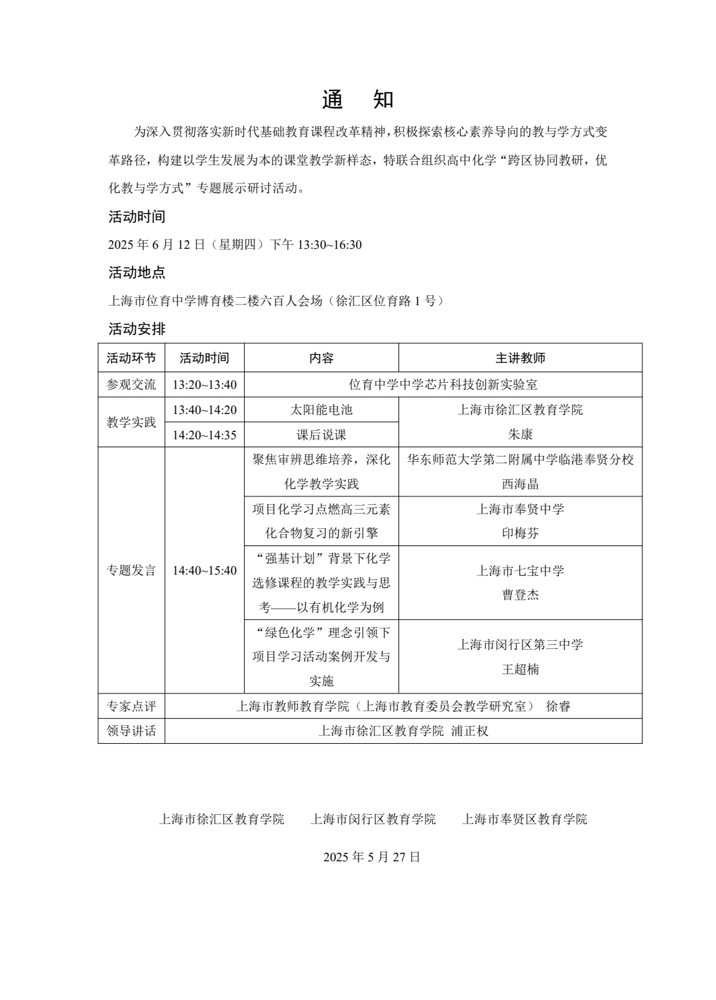 通 知
为深入贯彻落实新时代基础教育课程改革精神，积极探索核心素养导向的教与学方式变
革路径，构建以学生发展为本的课堂教学新样态，特联合组织高中化学“跨区协同教研，优
化教与学方式”专题展示研讨活动。
活动时间
2025 年 6 月 12 日（星期四）下午 13:30~16:30
活动地点
上海市位育中学博育楼二楼六百人会场（徐汇区位育路 1 号）
活动安排
活动环节 活动时间 内容 主讲教师
参观交流 13:20~13:40 位育中学中学芯片科技创新实验室
教学实践
13:40~14:20 太阳能电池
14:20~14:35 课后说课
上海市徐汇区教育学院
朱康
专题发言 14:40~15:40
聚焦审辨思维培养，深化
化学教学实践
华东师范大学第二附属中学临港奉贤分校
西海晶
项目化学习点燃高三元素
化合物复习的新引擎
上海市奉贤中学
印梅芬
“强基计划”背景下化学
选修课程的教学实践与思
考——以有机化学为例
上海市七宝中学
曹登杰
“绿色化学”理念引领下
项目学习活动案例开发与
实施
上海市闵行区第三中学
王超楠
专家点评 上海市教师教育学院（上海市教育委员会教学研究室） 徐睿
领导讲话 上海市徐汇区教育学院 浦正权
上海市徐汇区教育学院 上海市闵行区教育学院 上海市奉贤区教育学院
2025 年 5 月 27 日